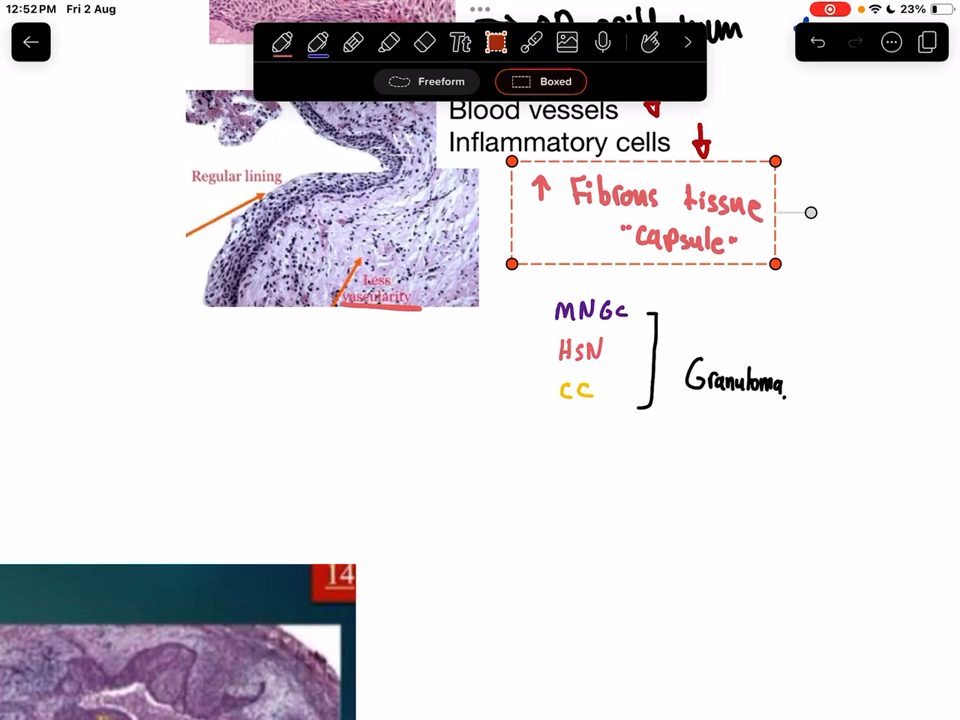 12:52 PM Fri 2 Aug
23%
Tt
Freeform
Boxed
Blood vessels
Inflammatory cells
Regular lining
↑ Fibrous tissue
"capsule"
Less
vascularity
MNGC
HSN
CC
Granuloma.
14